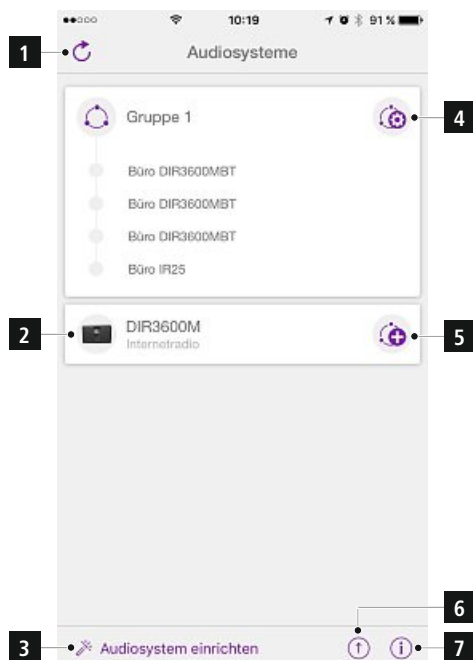 10:19
91 %
1
Audiosysteme
Gruppe 1
4
Büro DIR3600MBT
Büro DIR3600MBT
Büro DIR3600MBT
Büro IR25
2
DIR3600M
5
Internetradio
6
3
Audiosystem einrichten
7